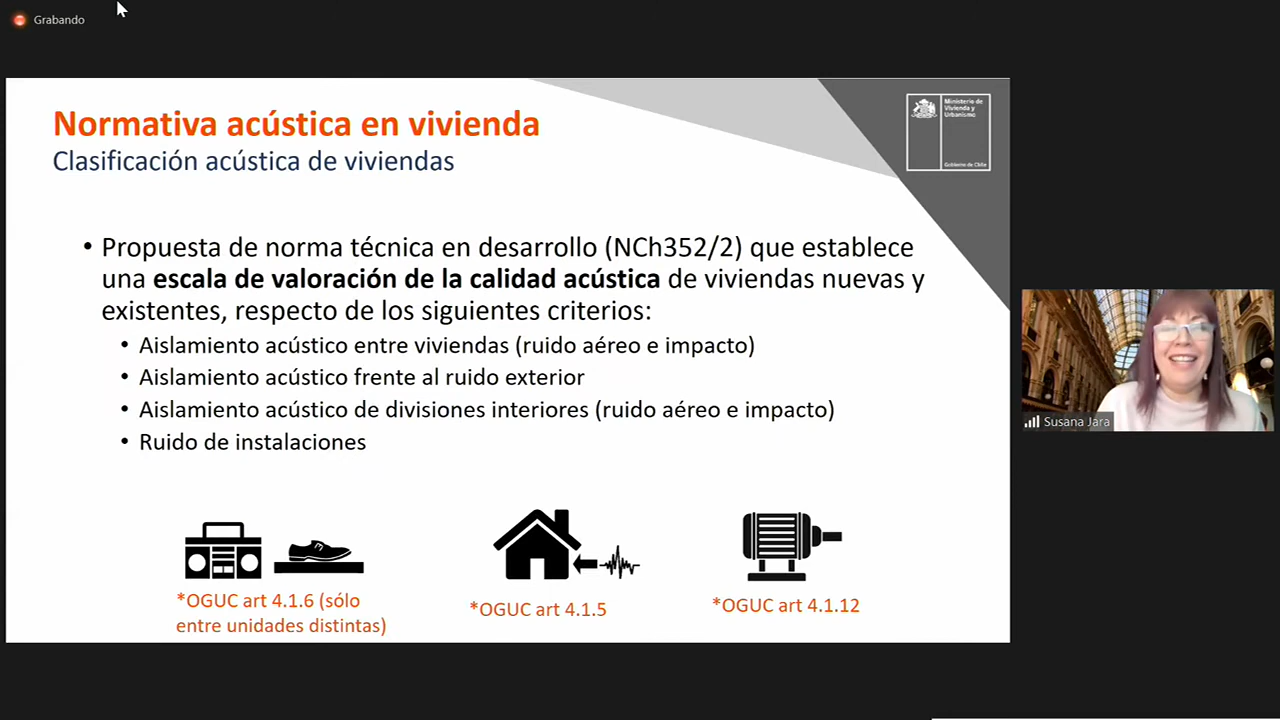 Grabando
Normativa acústica en vivienda
Clasificación acústica de viviendas
Ministerio de
Vivienda y
Urbanismo
Gobierno de Chile
• Propuesta de norma técnica en desarrollo (NCh352/2) que establece
una escala de valoración de la calidad acústica de viviendas nuevas y
existentes, respecto de los siguientes criterios:
• Aislamiento acústico entre viviendas (ruido aéreo e impacto)
• Aislamiento acústico frente al ruido exterior
• Aislamiento acústico de divisiones interiores (ruido aéreo e impacto)
• Ruido de instalaciones
*OGUC art 4.1.6 (sólo
entre unidades distintas)
*OGUC art 4.1.5
*OGUC art 4.1.12
Susana Jara